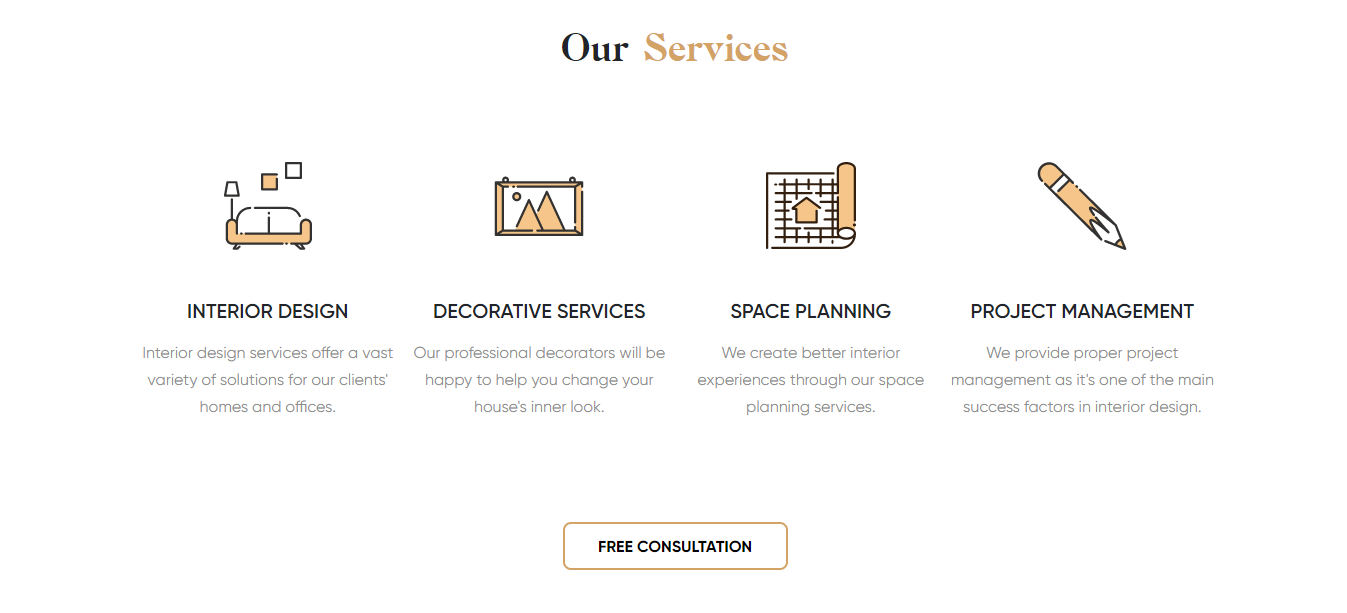 Our Services
INTERIOR DESIGN
Interior design services offer a vast
variety of solutions for our clients'
homes and offices.
DECORATIVE SERVICES
Our professional decorators will be
happy to help you change your
house's inner look.
SPACE PLANNING
We create better interior
experiences through our space
planning services.
PROJECT MANAGEMENT
We provide proper project
management as it's one of the main
success factors in interior design.
FREE CONSULTATION